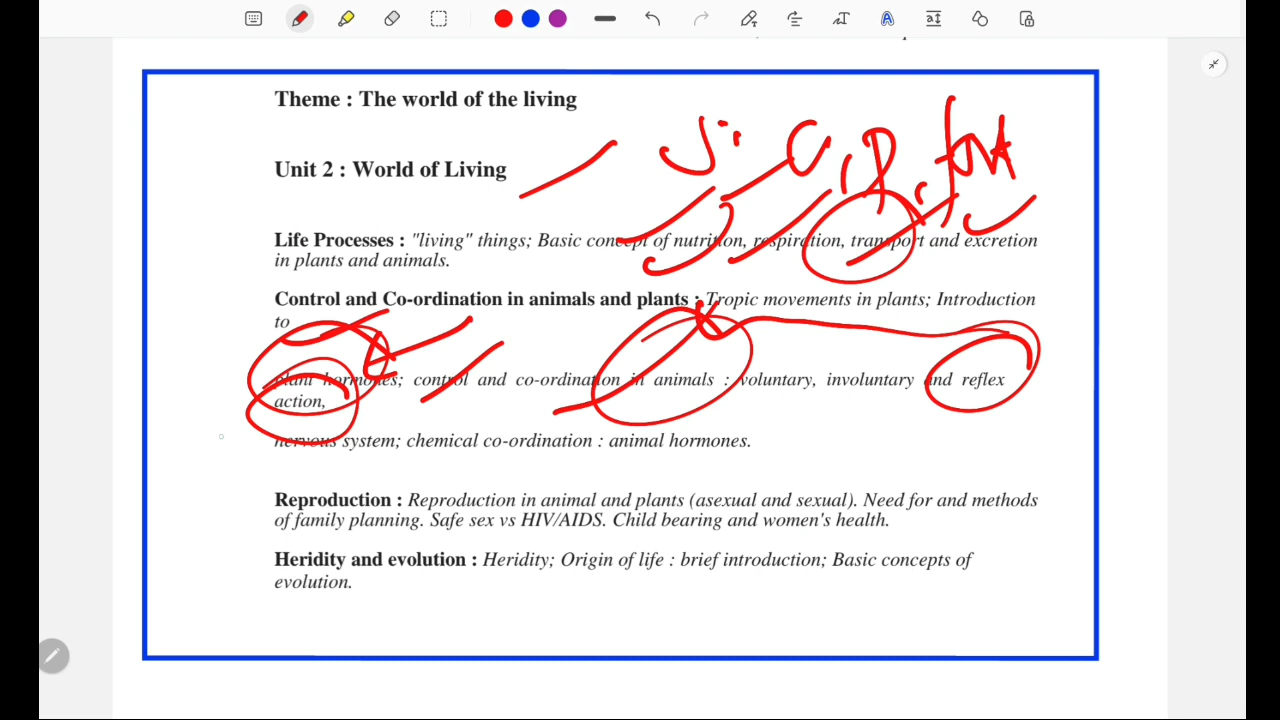 Theme : The world of the living
Unit 2 : World of Living
Life Processes : "living" things; Basic concept of nutrition, respiration, transport and excretion
in plants and animals.
Control and Co-ordination in animals and plants : Tropic movements in plants; Introduction
to
plant hormones; control and co-ordination in animals : voluntary, involuntary and reflex
action,
nervous system; chemical co-ordination : animal hormones.
Reproduction : Reproduction in animal and plants (asexual and sexual). Need for and methods
of family planning. Safe sex vs HIV/AIDS. Child bearing and women's health.
Heridity and evolution : Heridity; Origin of life : brief introduction; Basic concepts of
evolution.